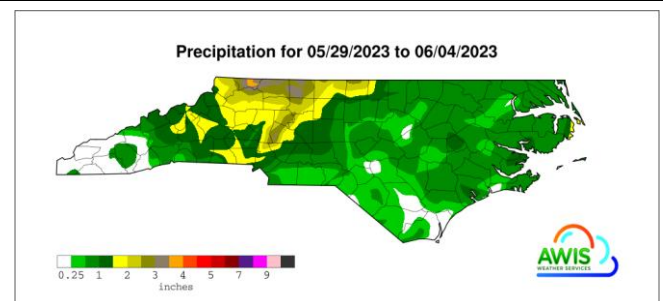 Precipitation for 05/29/2023 to 06/04/2023
0.25 1 2 3 4 5 7 9
inches
AWIS
WEATHER SERVICES